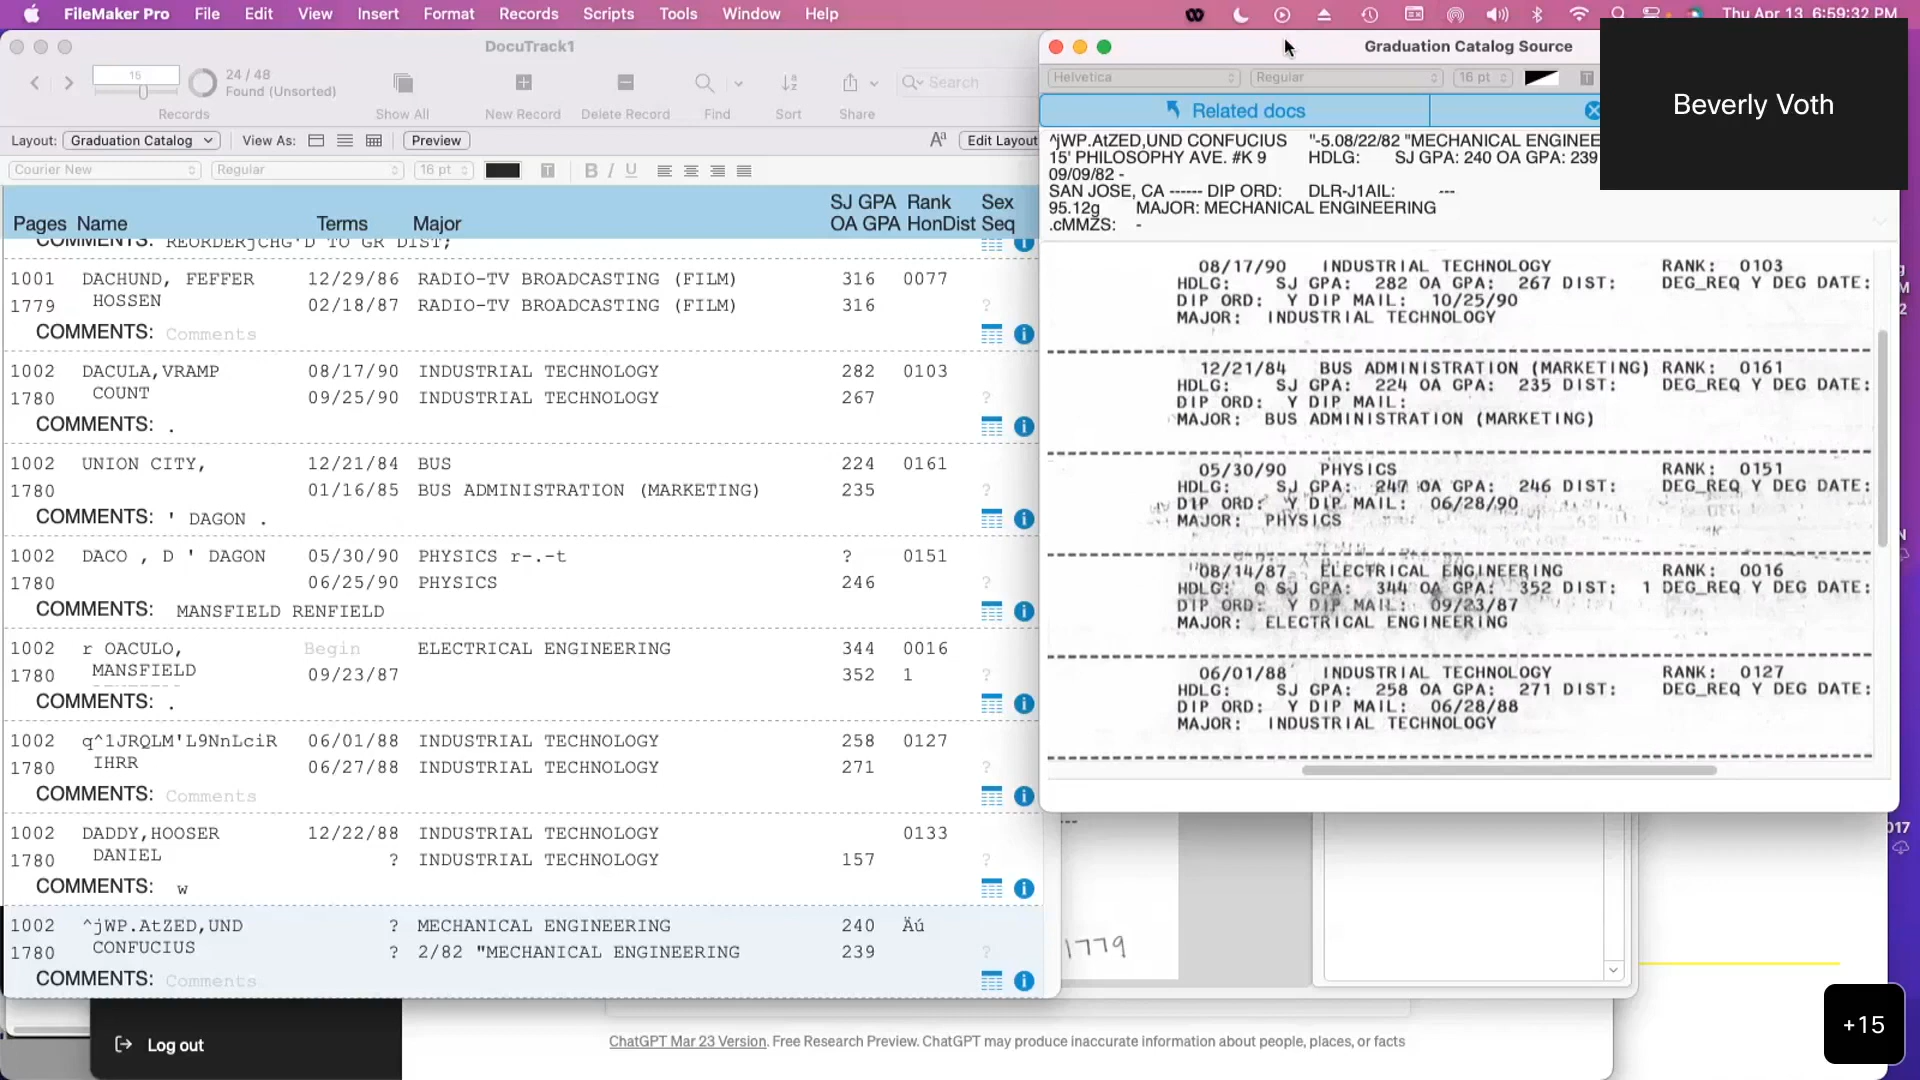 FileMaker Pro File Edit View Insert Format Records Scripts Tools Window Help Thu Apr 13 6:59:32 PM
DocuTrack1
15
24 / 48
Found (Unsorted)
Search
Records Show All New Record Delete Record Find Sort Share
Layout: Graduation Catalog View As: Preview Aª Edit Layout
Courier New Regular 16 pt B I U
SJ GPA Rank Sex
Pages Name Terms Major OA GPA HonDist Seq
COMMENTS: REORDERjCHG'D TO GR DIST;
1001 DACHUND, FEFFER 12/29/86 RADIO-TV BROADCASTING (FILM) 316 0077
HOSSEN
1779 02/18/87 RADIO-TV BROADCASTING (FILM) 316 ?
COMMENTS: Comments
1002 DACULA,VRAMP 08/17/90 INDUSTRIAL TECHNOLOGY 282 0103
COUNT
1780 09/25/90 INDUSTRIAL TECHNOLOGY 267 ?
COMMENTS: .
1002 UNION CITY, 12/21/84 BUS 224 0161
1780 01/16/85 BUS ADMINISTRATION (MARKETING) 235 ?
COMMENTS: ' DAGON .
1002 DACO , D ' DAGON 05/30/90 PHYSICS r-.-t ? 0151
1780 06/25/90 PHYSICS 246 ?
COMMENTS: MANSFIELD RENFIELD
1002 r OACULO, Begin ELECTRICAL ENGINEERING 344 0016
MANSFIELD
1780 09/23/87 352 1 ?
COMMENTS: .
1002 q^1JRQLM'L9NnLciR 06/01/88 INDUSTRIAL TECHNOLOGY 258 0127
IHRR
1780 06/27/88 INDUSTRIAL TECHNOLOGY 271 ?
COMMENTS: Comments
1002 DADDY,HOOSER 12/22/88 INDUSTRIAL TECHNOLOGY 0133
DANIEL
1780 ? INDUSTRIAL TECHNOLOGY 157 ?
COMMENTS: w
1002 ^jWP.AtZED,UND ? MECHANICAL ENGINEERING 240 Äú
CONFUCIUS
1780 ? 2/82 "MECHANICAL ENGINEERING 239 ?
COMMENTS: Comments
Log out
ChatGPT Mar 23 Version. Free Research Preview. ChatGPT may produce inaccurate information about people, places, or facts
Graduation Catalog Source
Helvetica Regular 16 pt
Related docs
^jWP.AtZED,UND CONFUCIUS "-5.08/22/82 "MECHANICAL ENGINEE
15' PHILOSOPHY AVE. #K 9 HDLG: SJ GPA: 240 OA GPA: 239
09/09/82 -
SAN JOSE, CA ------ DIP ORD: DLR-J1AIL: ---
95.12g MAJOR: MECHANICAL ENGINEERING
.cMMZS: -
08/17/90 INDUSTRIAL TECHNOLOGY RANK: 0103
HDLG: SJ GPA: 282 OA GPA: 267 DIST: DEG_REQ Y DEG DATE:
DIP ORD: Y DIP MAIL: 10/25/90
MAJOR: INDUSTRIAL TECHNOLOGY
12/21/84 BUS ADMINISTRATION (MARKETING) RANK: 0161
HDLG: SJ GPA: 224 OA GPA: 235 DIST: DEG_REQ Y DEG DATE:
DIP ORD: Y DIP MAIL:
MAJOR: BUS ADMINISTRATION (MARKETING)
05/30/90 PHYSICS RANK: 0151
HDLG: SJ GPA: 247 OA GPA: 246 DIST: DEG_REQ Y DEG DATE:
DIP ORD: Y DIP MAIL: 06/28/90
MAJOR: PHYSICS
08/14/87 ELECTRICAL ENGINEERING RANK: 0016
HDLG: Q SJ GPA: 344 OA GPA: 352 DIST: 1 DEG_REQ Y DEG DATE:
DIP ORD: Y DIP MAIL: 09/23/87
MAJOR: ELECTRICAL ENGINEERING
06/01/88 INDUSTRIAL TECHNOLOGY RANK: 0127
HDLG: SJ GPA: 258 OA GPA: 271 DIST: DEG_REQ Y DEG DATE:
DIP ORD: Y DIP MAIL: 06/28/88
MAJOR: INDUSTRIAL TECHNOLOGY
1779
Beverly Voth
017
+15